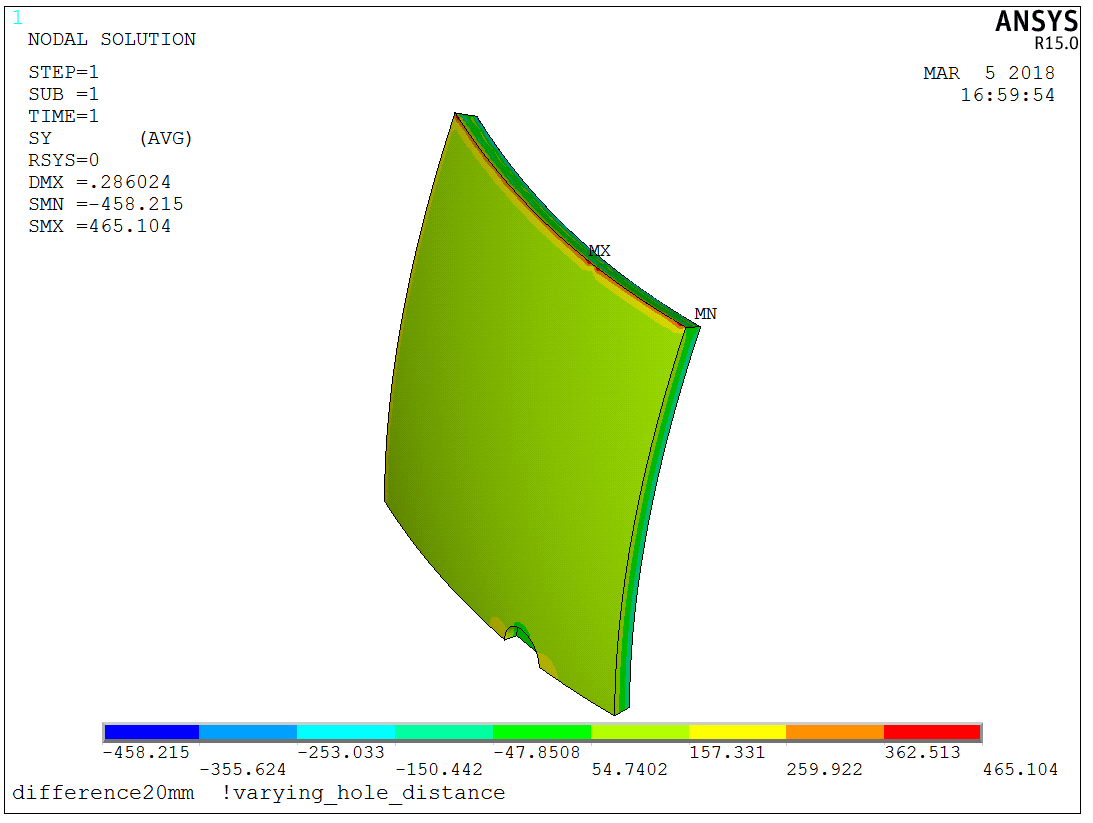 1
ANSYS
R15.0
NODAL SOLUTION
MAR  5 2018
16:59:54
STEP=1
SUB =1
TIME=1
SY       (AVG)
RSYS=0
DMX =.286024
SMN =-458.215
SMX =465.104
MX
MN
-458.215 -253.033 -47.8508 157.331 362.513
-355.624 -150.442 54.7402 259.922 465.104
difference20mm  !varying_hole_distance